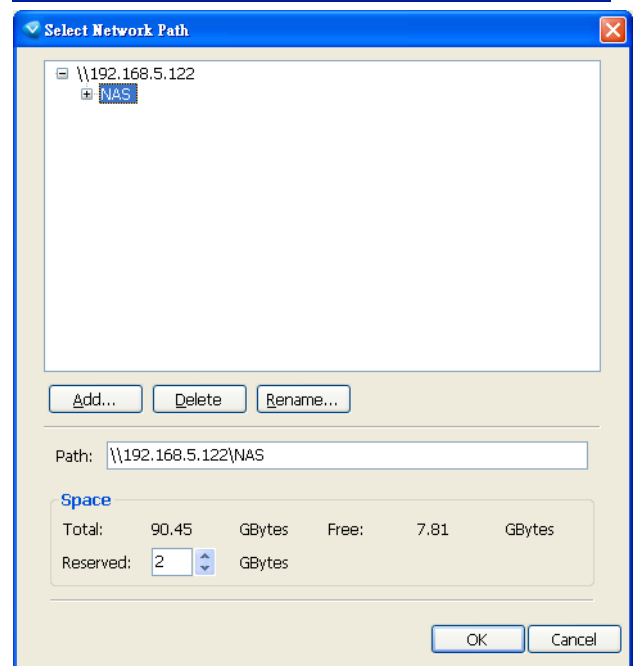 Select Network Path
\\192.168.5.122
NAS
Add... Delete Rename...
Path: \\192.168.5.122\NAS
Space
Total: 90.45 GBytes Free: 7.81 GBytes
Reserved: 2 GBytes
OK Cancel